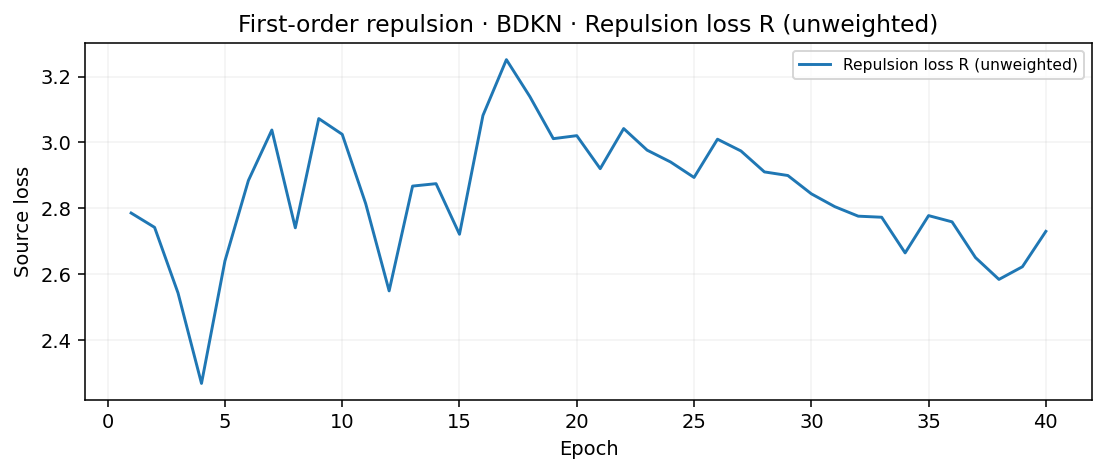 First-order repulsion · BDKN · Repulsion loss R (unweighted)
Repulsion loss R (unweighted)
Source loss
3.2
3.0
2.8
2.6
2.4
0 5 10 15 20 25 30 35 40
Epoch